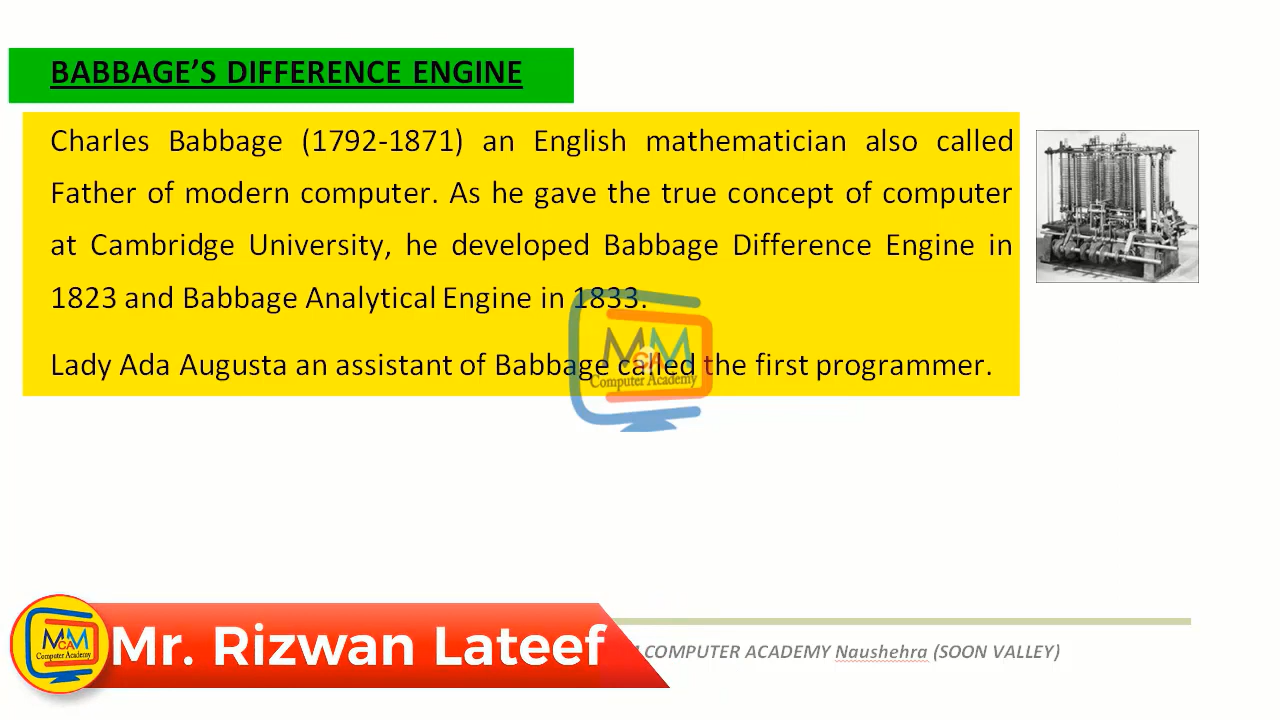 BABBAGE’S DIFFERENCE ENGINE
Charles Babbage (1792-1871) an English mathematician also called
Father of modern computer. As he gave the true concept of computer
at Cambridge University, he developed Babbage Difference Engine in
1823 and Babbage Analytical Engine in 1833.
Lady Ada Augusta an assistant of Babbage called the first programmer.
MM
CA
Computer Academy
MM
CA
Computer Academy
Mr. Rizwan Lateef
COMPUTER ACADEMY Naushehra (SOON VALLEY)